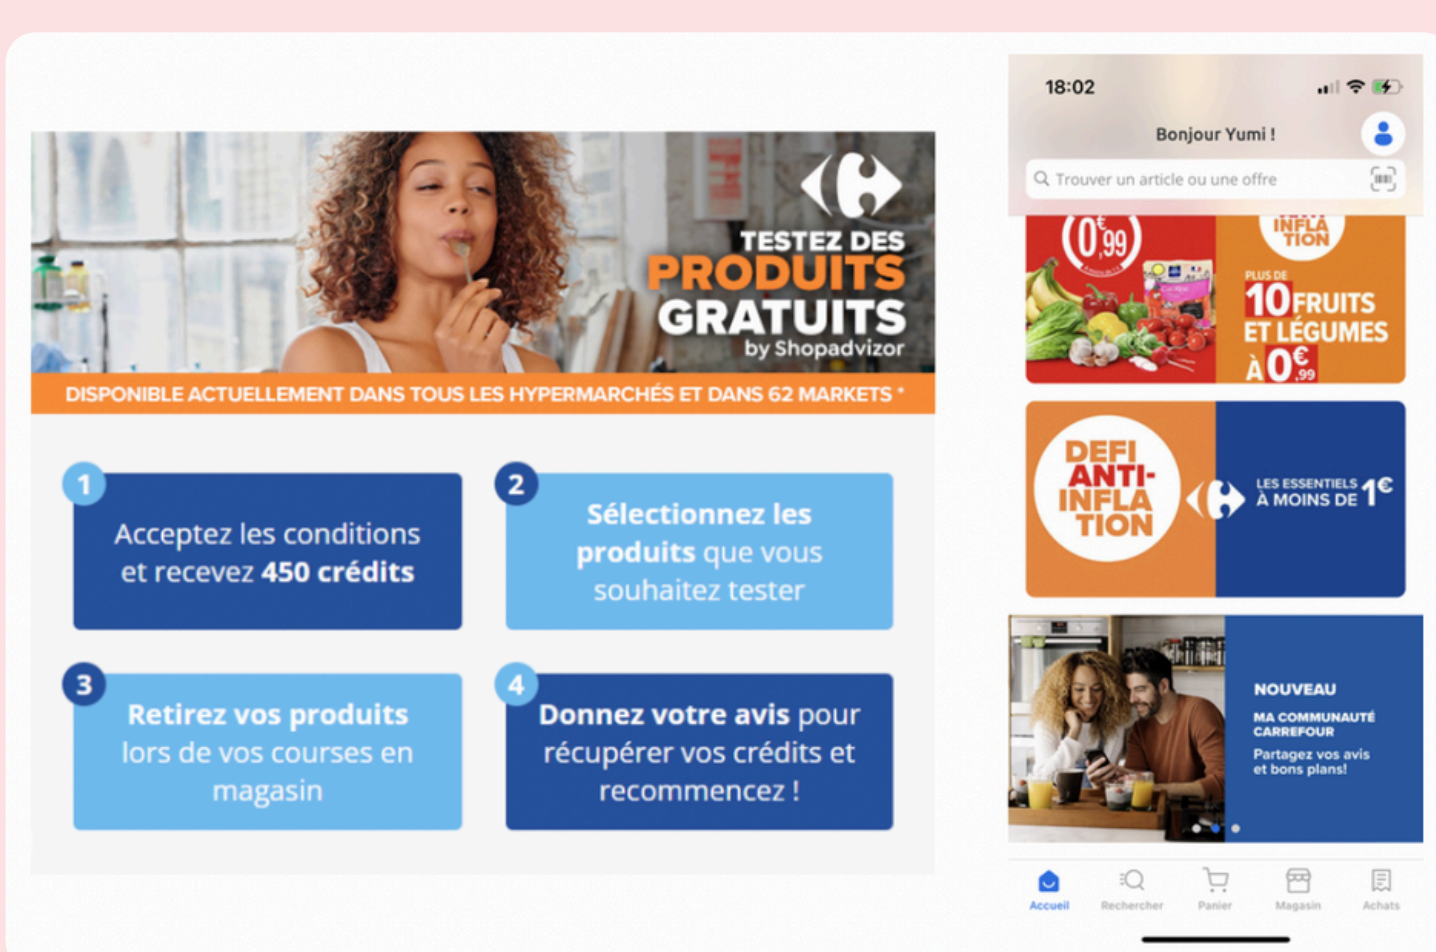 TESTEZ DES
PRODUITS
GRATUITS
by Shopadvizor
DISPONIBLE ACTUELLEMENT DANS TOUS LES HYPERMARCHÉS ET DANS 62 MARKETS *
1
Acceptez les conditions
et recevez 450 crédits
2
Sélectionnez les
produits que vous
souhaitez tester
3
Retirez vos produits
lors de vos courses en
magasin
4
Donnez votre avis pour
récupérer vos crédits et
recommencez !
18:02
Bonjour Yumi !
Trouver un article ou une offre
0€,99
INFLA
TION
PLUS DE
10 FRUITS
ET LÉGUMES
À 0€,99
DEFI
ANTI-
INFLA
TION
LES ESSENTIELS
À MOINS DE 1€
NOUVEAU
MA COMMUNAUTÉ
CARREFOUR
Partagez vos avis
et bons plans!
Accueil
Rechercher
Panier
Magasin
Achats